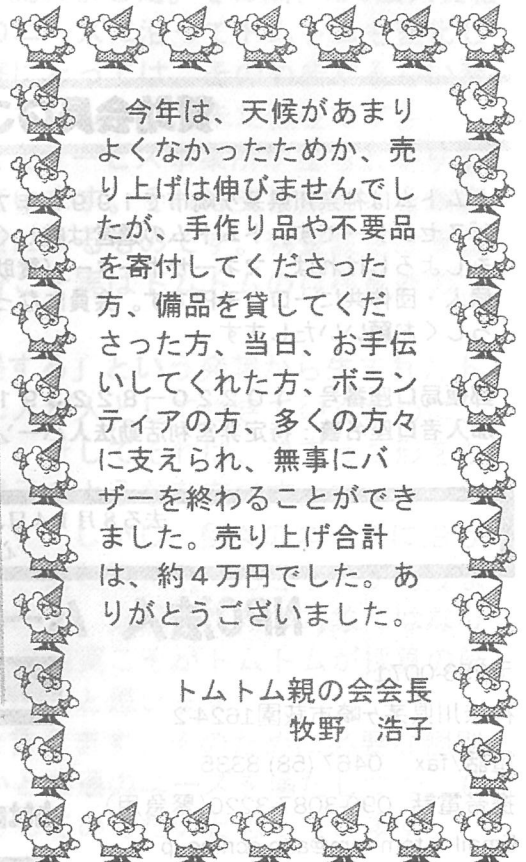 今年は、天候があまり
よくなかったためか、売
り上げは伸びませんでし
たが、手作り品や不要品
を寄付してくださった
方、備品を貸してくだ
さった方、当日、お手伝
いしてくれた方、ボラン
ティアの方、多くの方々
に支えられ、無事にバ
ザーを終わることができ
ました。売り上げ合計
は、約４万円でした。あ
りがとうございました。
トムトム親の会会長
牧野　浩子